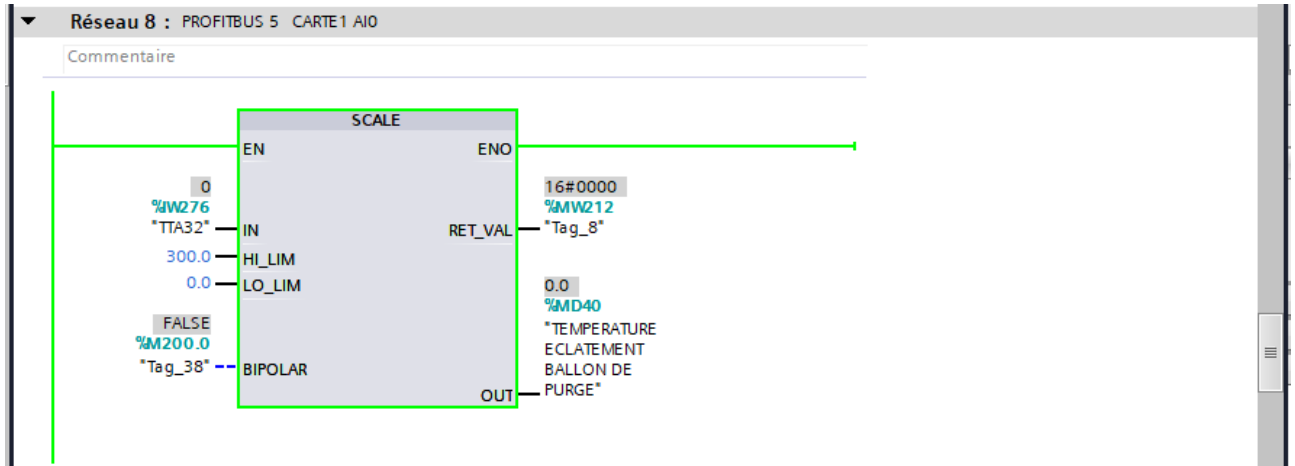 Réseau 8 : PROFITBUS 5 CARTE1 AI0
Commentaire
SCALE
EN ENO
0
%IW276
"TTA32" IN
300.0 HI_LIM
0.0 LO_LIM
FALSE
%M200.0
"Tag_38" BIPOLAR
16#0000
%MW212
RET_VAL "Tag_8"
0.0
%MD40
"TEMPERATURE
ECLATEMENT
BALLON DE
OUT PURGE"